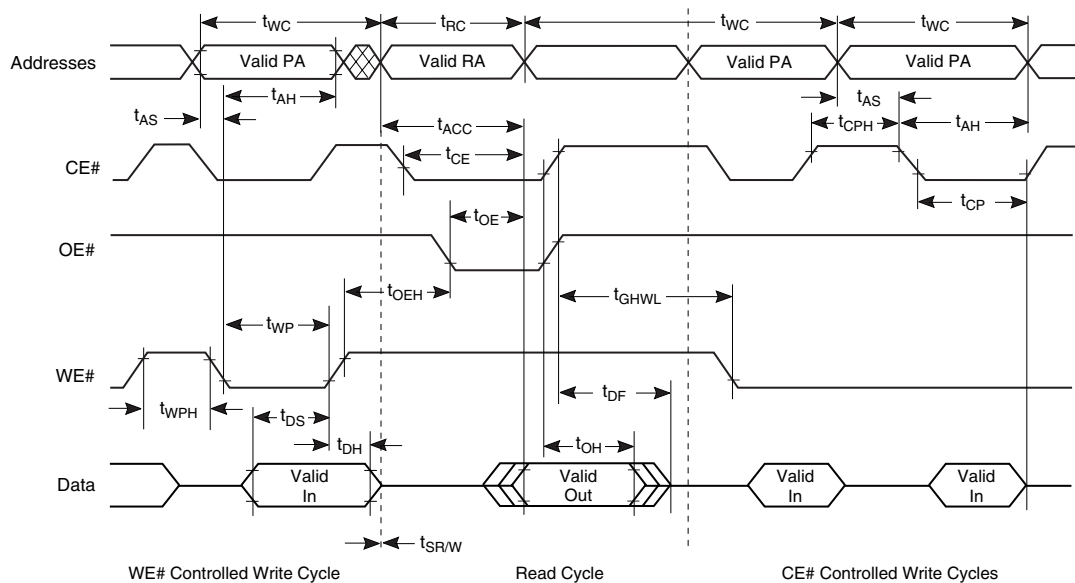 tWC tRC tWC tWC
Addresses Valid PA Valid RA Valid PA Valid PA
tAH tAS
tAS tACC tCPH tAH
tCE
CE#
tCP
tOE
OE#
tOEH tGHWL
tWP
WE#
tDF
tWPH tDS
tDH tOH
Data Valid In Valid Out Valid In Valid In
tSR/W
WE# Controlled Write Cycle Read Cycle CE# Controlled Write Cycles